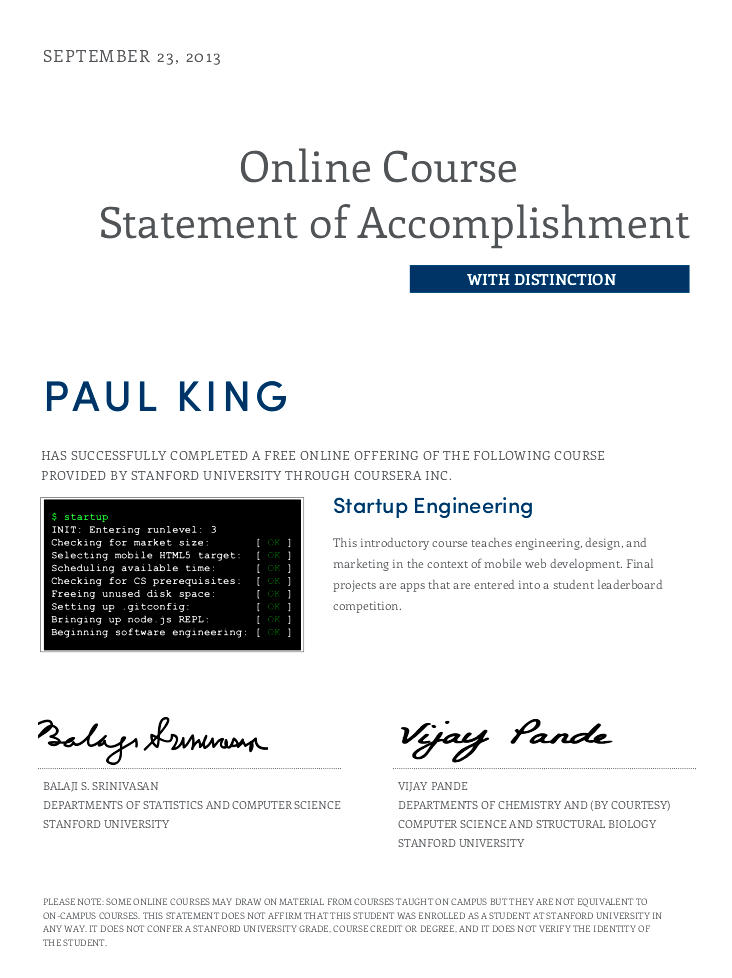 SEPTEMBER 23, 2013
Online Course
Statement of Accomplishment
WITH DISTINCTION
PAUL KING
HAS SUCCESSFULLY COMPLETED A FREE ONLINE OFFERING OF THE FOLLOWING COURSE
PROVIDED BY STANFORD UNIVERSITY THROUGH COURSERA INC.
$ startup
INIT: Entering runlevel: 3
Checking for market size: [ OK ]
Selecting mobile HTML5 target: [ OK ]
Scheduling available time: [ OK ]
Checking for CS prerequisites: [ OK ]
Freeing unused disk space: [ OK ]
Setting up .gitconfig: [ OK ]
Bringing up node.js REPL: [ OK ]
Beginning software engineering: [ OK ]
Startup Engineering
This introductory course teaches engineering, design, and
marketing in the context of mobile web development. Final
projects are apps that are entered into a student leaderboard
competition.
Balaji Srinivasan
BALAJI S. SRINIVASAN
DEPARTMENTS OF STATISTICS AND COMPUTER SCIENCE
STANFORD UNIVERSITY
Vijay Pande
VIJAY PANDE
DEPARTMENTS OF CHEMISTRY AND (BY COURTESY)
COMPUTER SCIENCE AND STRUCTURAL BIOLOGY
STANFORD UNIVERSITY
PLEASE NOTE: SOME ONLINE COURSES MAY DRAW ON MATERIAL FROM COURSES TAUGHT ON CAMPUS BUT THEY ARE NOT EQUIVALENT TO
ON-CAMPUS COURSES. THIS STATEMENT DOES NOT AFFIRM THAT THIS STUDENT WAS ENROLLED AS A STUDENT AT STANFORD UNIVERSITY IN
ANY WAY. IT DOES NOT CONFER A STANFORD UNIVERSITY GRADE, COURSE CREDIT OR DEGREE, AND IT DOES NOT VERIFY THE IDENTITY OF
THE STUDENT.